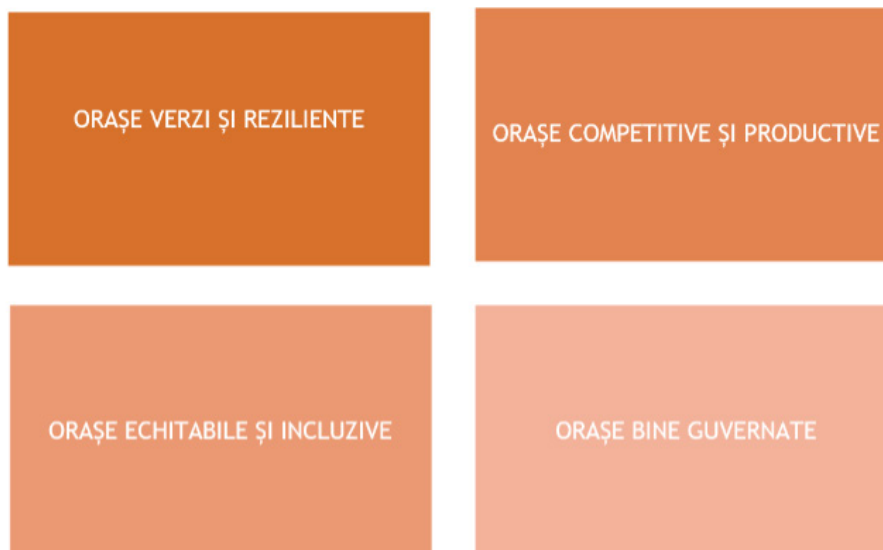 ORAȘE VERZI ȘI REZILIENTE
ORAȘE COMPETITIVE ȘI PRODUCTIVE
ORAȘE ECHITABILE ȘI INCLUZIVE
ORAȘE BINE GUVERNATE